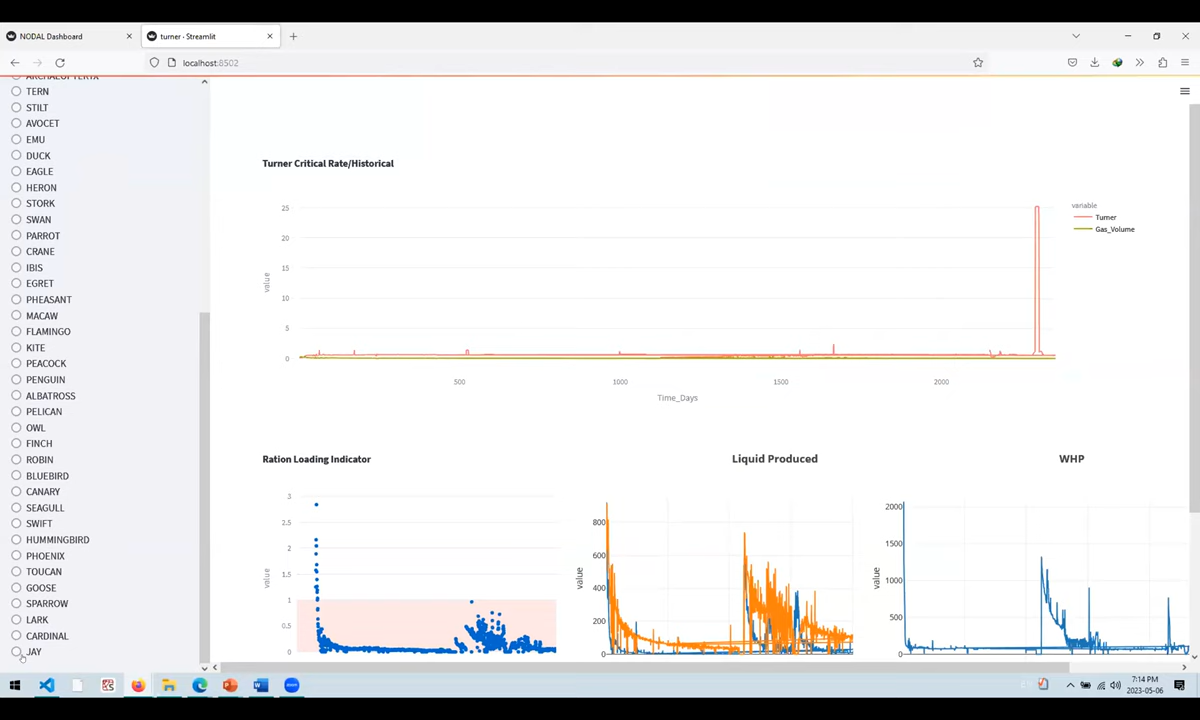 NODAL Dashboard
turner · Streamlit
localhost:8502
ARCHAEOPTERYX
TERN
STILT
AVOCET
EMU
DUCK
EAGLE
HERON
STORK
SWAN
PARROT
CRANE
IBIS
EGRET
PHEASANT
MACAW
FLAMINGO
KITE
PEACOCK
PENGUIN
ALBATROSS
PELICAN
OWL
FINCH
ROBIN
BLUEBIRD
CANARY
SEAGULL
SWIFT
HUMMINGBIRD
PHOENIX
TOUCAN
GOOSE
SPARROW
LARK
CARDINAL
JAY
Turner Critical Rate/Historical
25
20
15
10
5
0
value
500
1000
1500
2000
Time_Days
variable
Turner
Gas_Volume
Ration Loading Indicator
3
2.5
2
1.5
1
0.5
0
value
Liquid Produced
800
600
400
200
0
value
WHP
2000
1500
1000
500
0
value
7:14 PM
2023-05-06